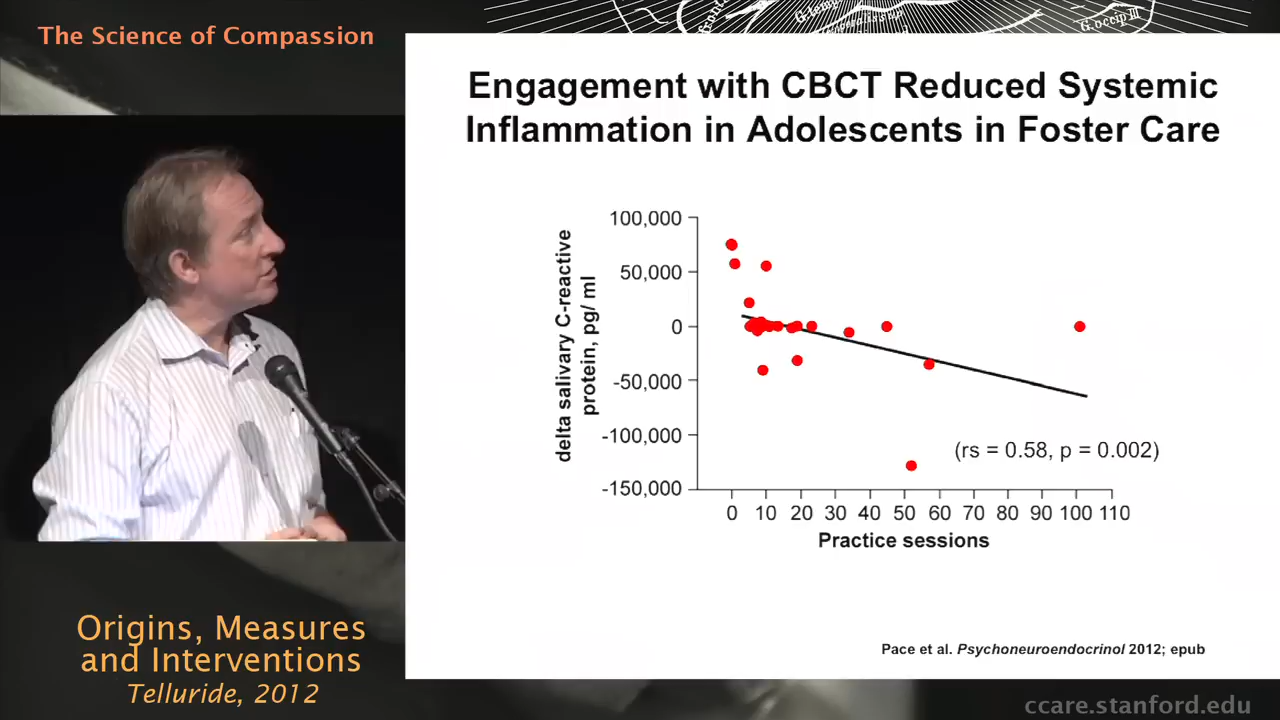 The Science of Compassion
G.occip III
Engagement with CBCT Reduced Systemic
Inflammation in Adolescents in Foster Care
delta salivary C-reactive
protein, pg/ ml
100,000
50,000
0
-50,000
-100,000
-150,000
(rs = 0.58, p = 0.002)
0 10 20 30 40 50 60 70 80 90 100 110
Practice sessions
Pace et al. Psychoneuroendocrinol 2012; epub
Origins, Measures
and Interventions
Telluride, 2012
ccare.stanford.edu